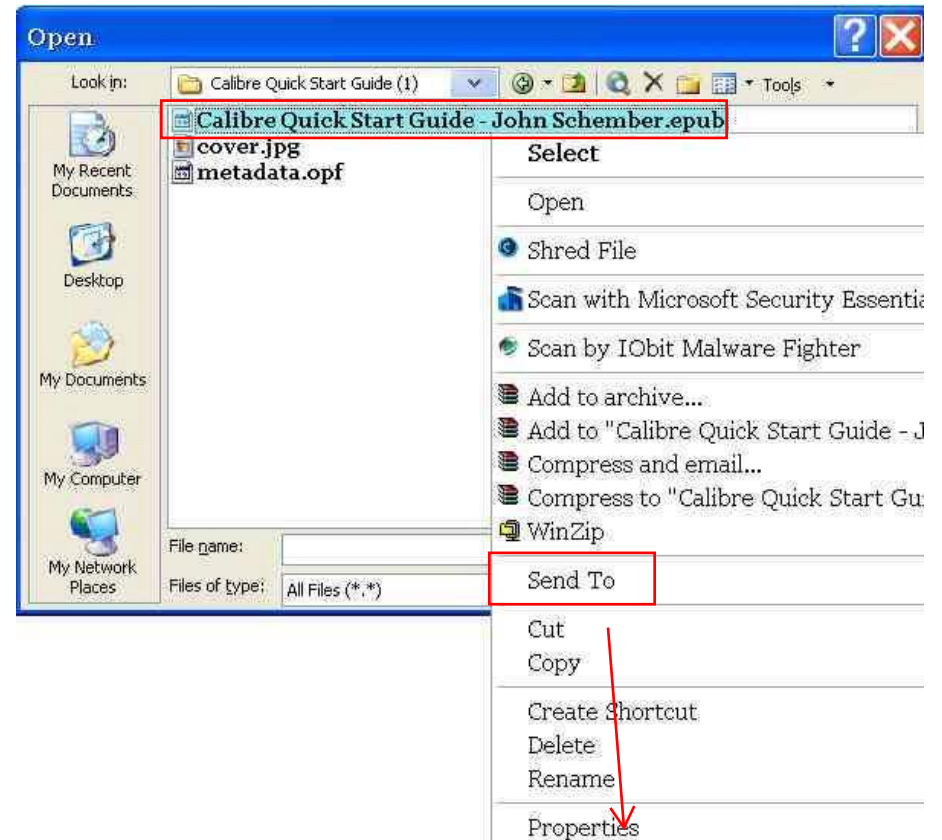 Open
Look in:
Calibre Quick Start Guide (1)
Tools
My Recent
Documents
Desktop
My Documents
My Computer
My Network
Places
Calibre Quick Start Guide - John Schember.epub
cover.jpg
metadata.opf
File name:
Files of type:
All Files (*.*)
Select
Open
Shred File
Scan with Microsoft Security Essentia
Scan by IObit Malware Fighter
Add to archive...
Add to "Calibre Quick Start Guide - J
Compress and email...
Compress to "Calibre Quick Start Gu
WinZip
Send To
Cut
Copy
Create Shortcut
Delete
Rename
Properties